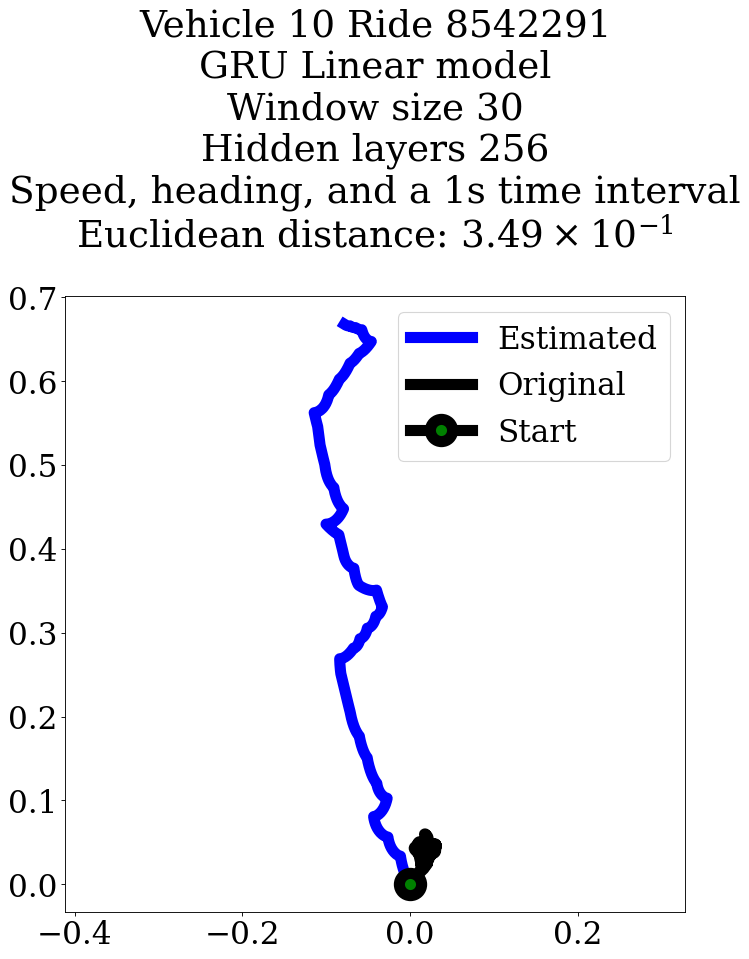 Vehicle 10 Ride 8542291
GRU Linear model
Window size 30
Hidden layers 256
Speed, heading, and a 1s time interval
Euclidean distance: 3.49 × 10⁻¹
0.7
0.6
0.5
0.4
0.3
0.2
0.1
0.0
Estimated
Original
Start
−0.4
−0.2
0.0
0.2